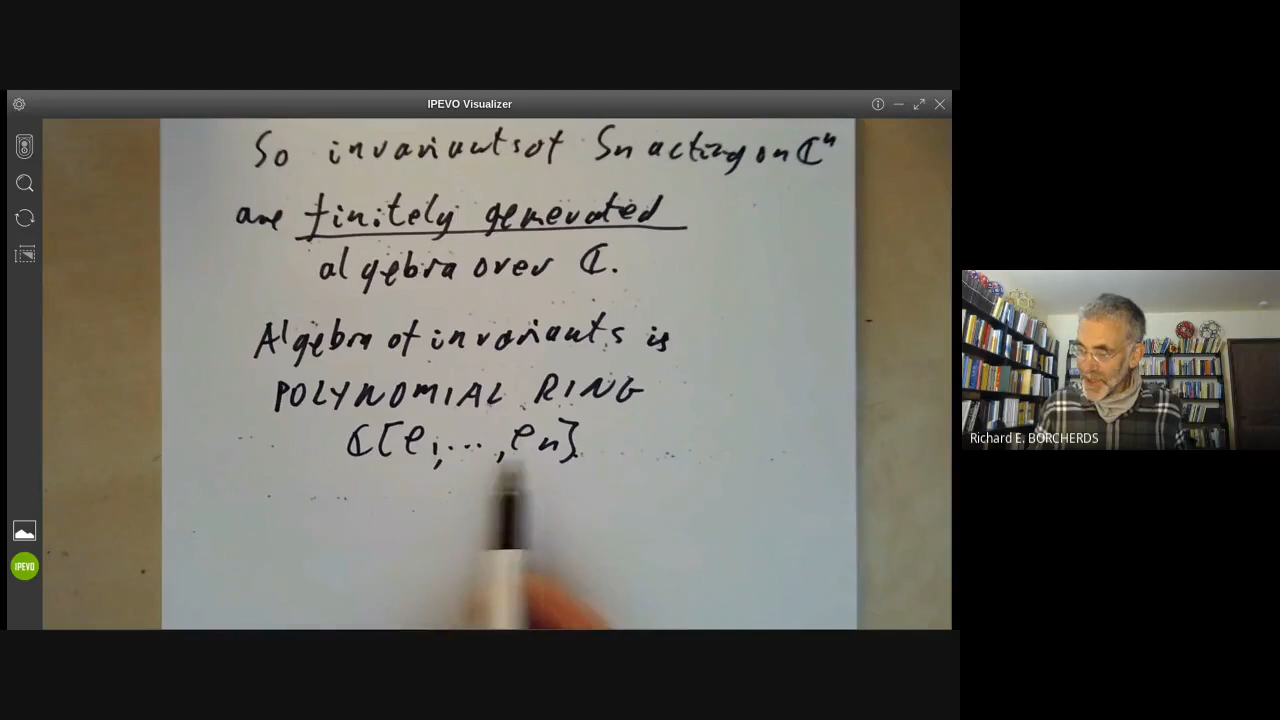 IPEVO Visualizer
So invariants of Sn acting on ℂⁿ
are finitely generated
algebra over ℂ.
Algebra of invariants is
POLYNOMIAL RING
ℂ[e₁,...,eₙ].
IPEVO
Richard E. BORCHERDS